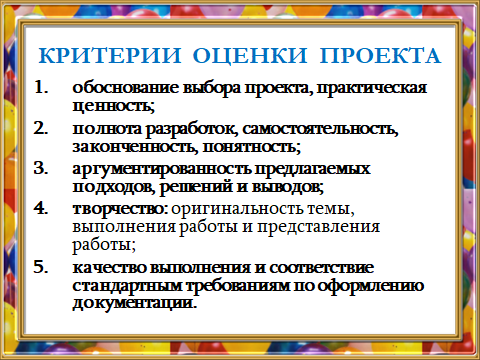 КРИТЕРИИ ОЦЕНКИ ПРОЕКТА
1. обоснование выбора проекта, практическая
ценность;
2. полнота разработок, самостоятельность,
законченность, понятность;
3. аргументированность предлагаемых
подходов, решений и выводов;
4. творчество: оригинальность темы,
выполнения работы и представления
работы;
5. качество выполнения и соответствие
стандартным требованиям по оформлению
документации.